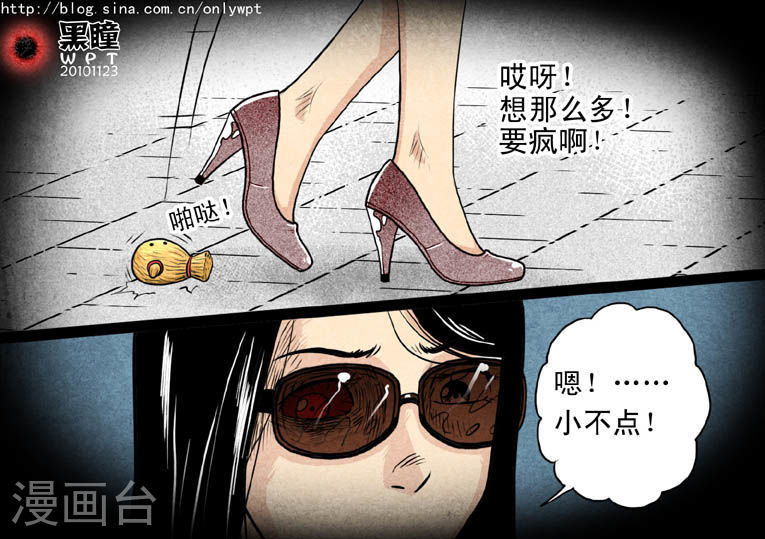 http://blog.sina.com.cn/onlywpt
黑瞳
WPT
20101123
哎呀！
想那么多！
要疯啊！
啪哒！
嗯！……
小不点！
漫画台